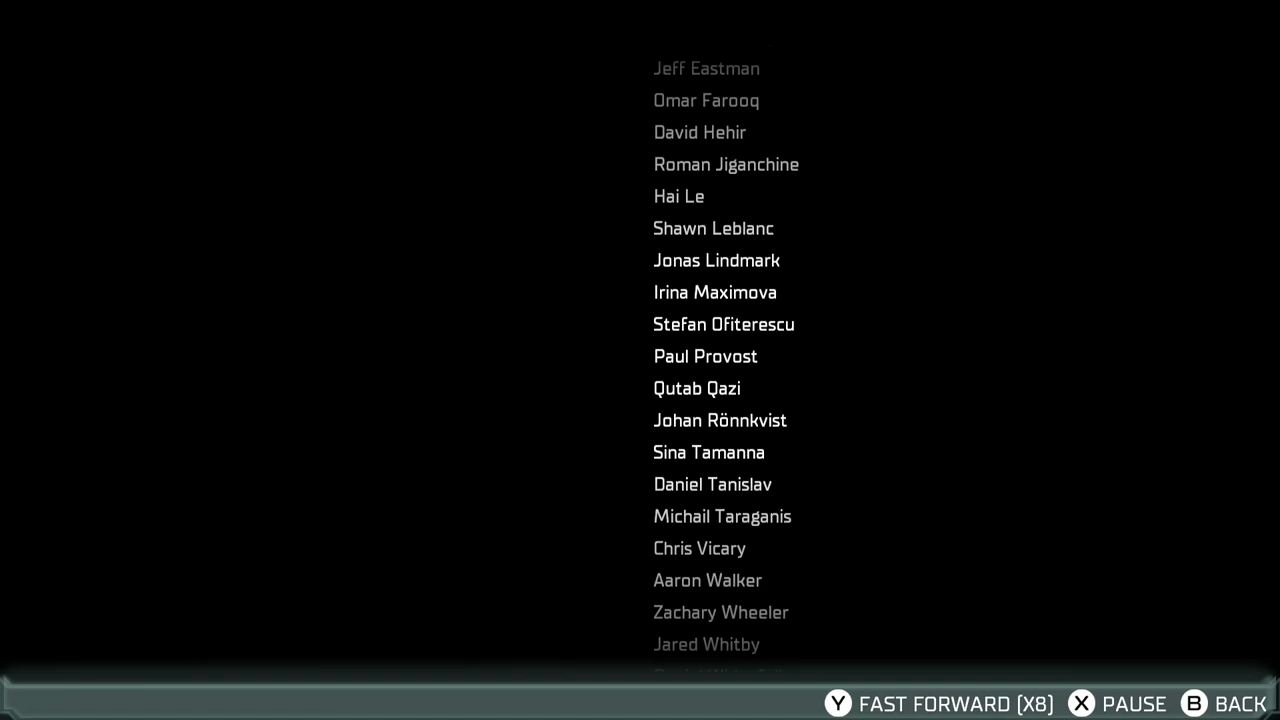 Jeff Eastman
Omar Farooq
David Hehir
Roman Jiganchine
Hai Le
Shawn Leblanc
Jonas Lindmark
Irina Maximova
Stefan Ofiterescu
Paul Provost
Qutab Qazi
Johan Rönnkvist
Sina Tamanna
Daniel Tanislav
Michail Taraganis
Chris Vicary
Aaron Walker
Zachary Wheeler
Jared Whitby
Y FAST FORWARD [X8] X PAUSE B BACK